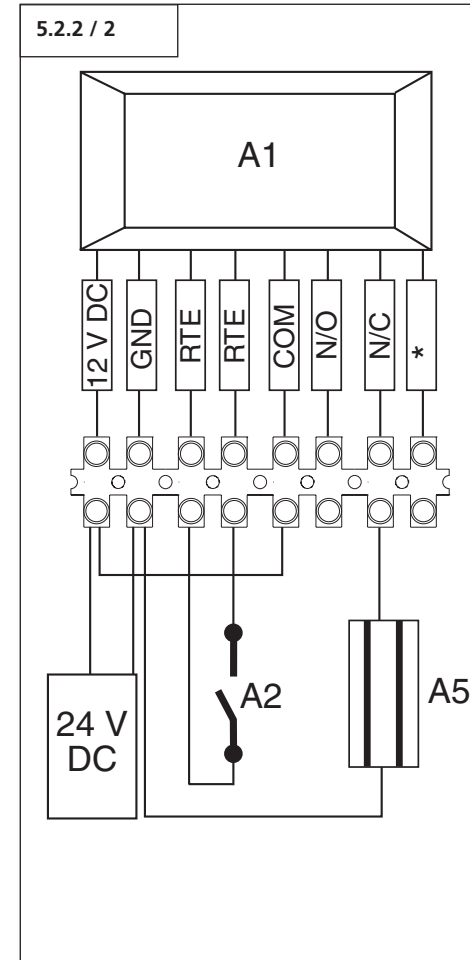 5.2.2 / 2
A1
12 V DC
GND
RTE
RTE
COM
N/O
N/C
*
A2
A5
24 V
DC